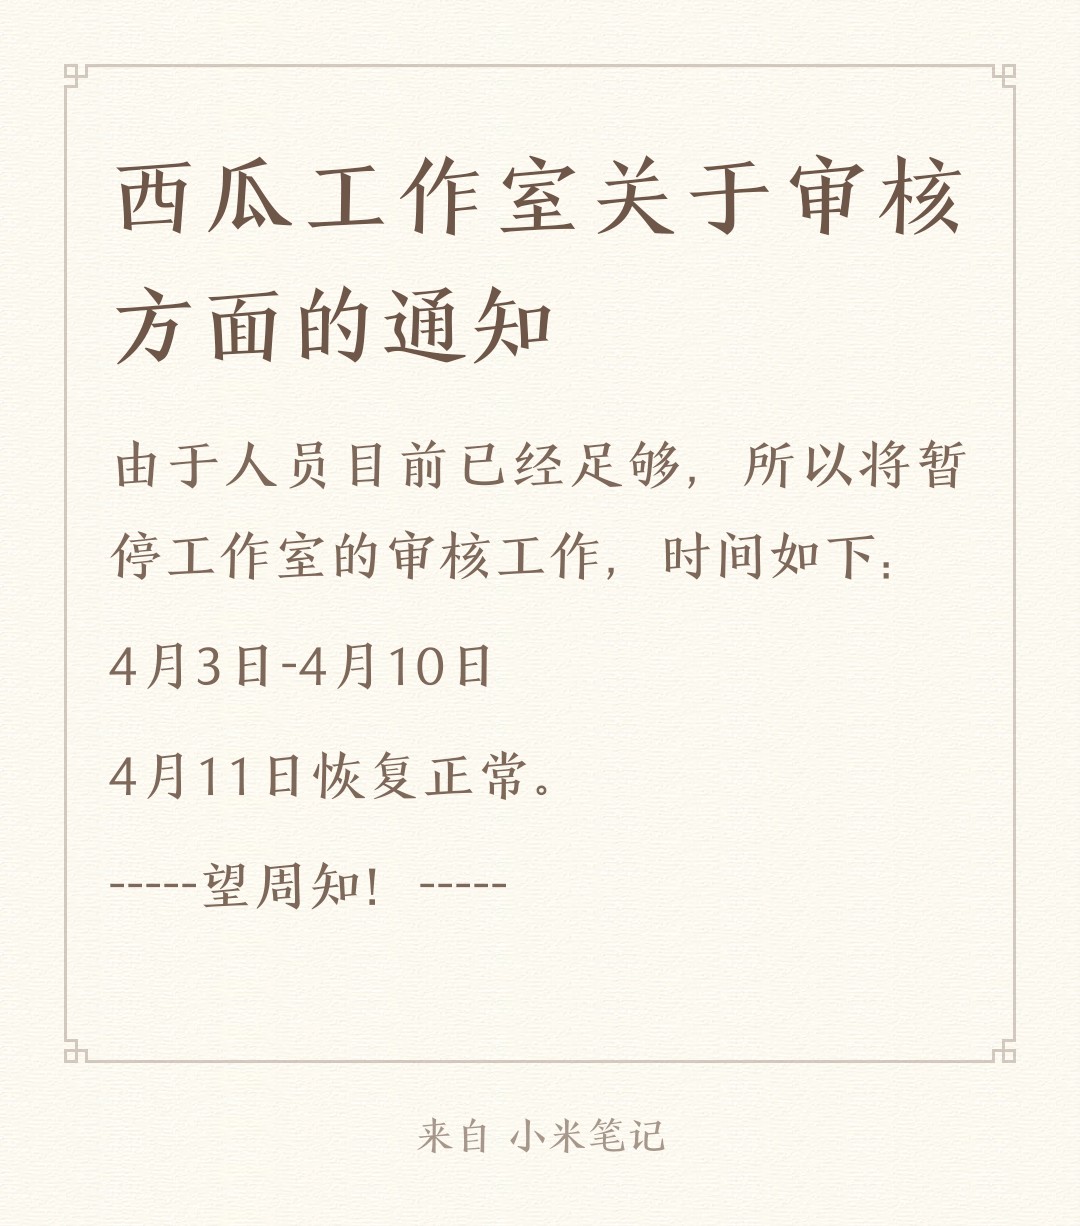 西瓜工作室关于审核
方面的通知
由于人员目前已经足够，所以将暂
停工作室的审核工作，时间如下：
4月3日-4月10日
4月11日恢复正常。
-----望周知！-----
来自 小米笔记